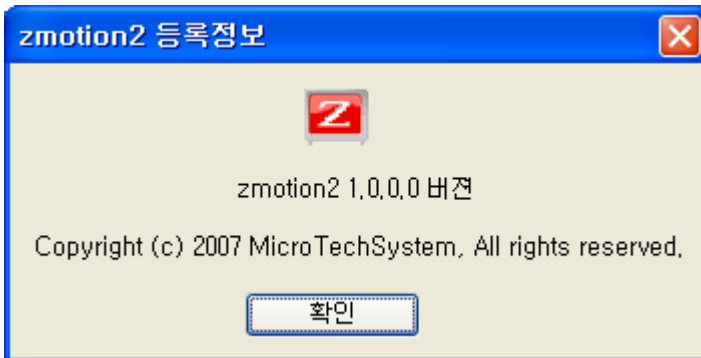 zmotion2 등록정보
Z
zmotion2 1,0,0,0 버젼
Copyright (c) 2007 MicroTechSystem, All rights reserved,
확인